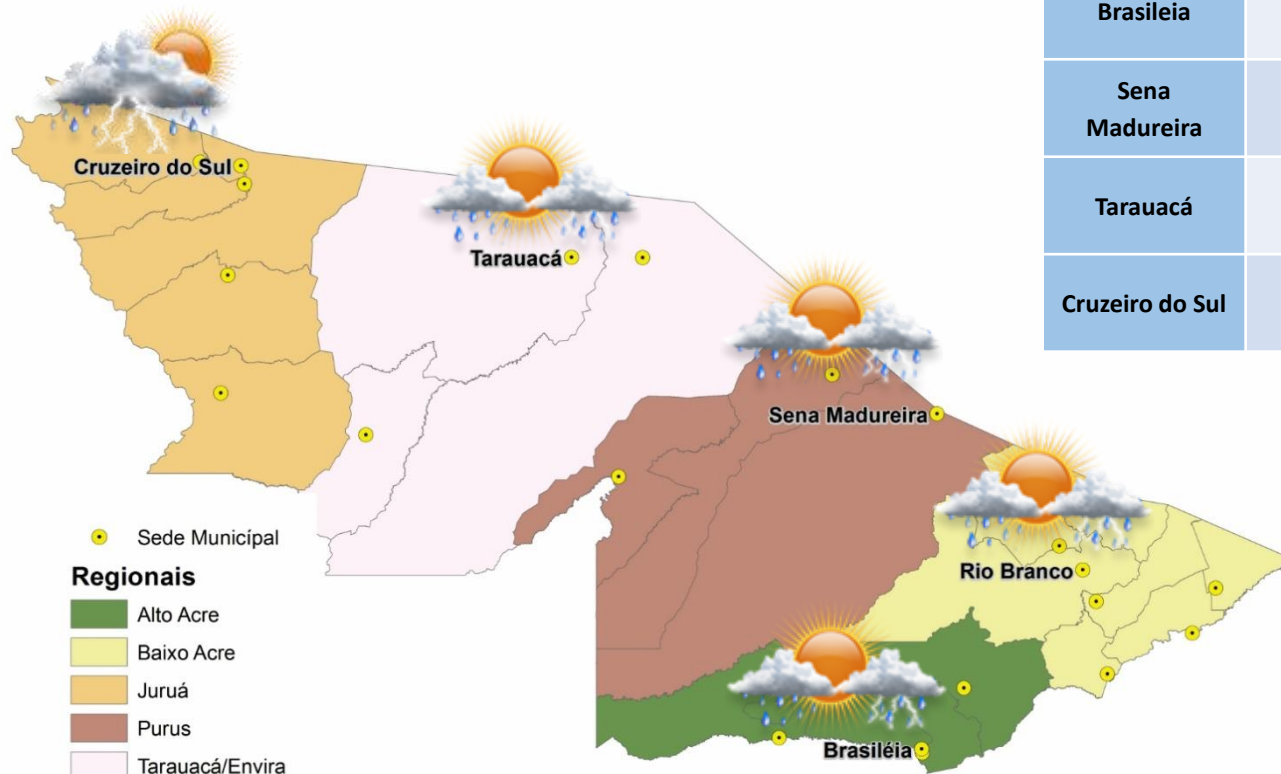 Brasileia
Sena
Madureira
Tarauacá
Cruzeiro do Sul
Cruzeiro do Sul
Tarauacá
Sena Madureira
Rio Branco
Brasiléia
Sede Municípal
Regionais
Alto Acre
Baixo Acre
Juruá
Purus
Tarauacá/Envira